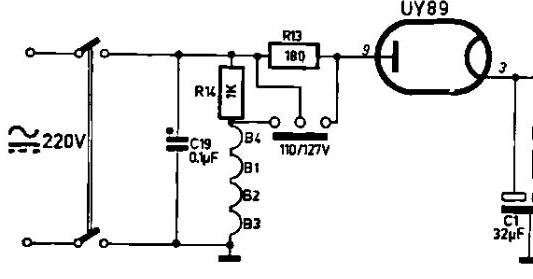 UY89
R13
180
9
3
R14
1K
220V
C19
0.1µF
B4
110/127V
B1
B2
B3
C1
32µF